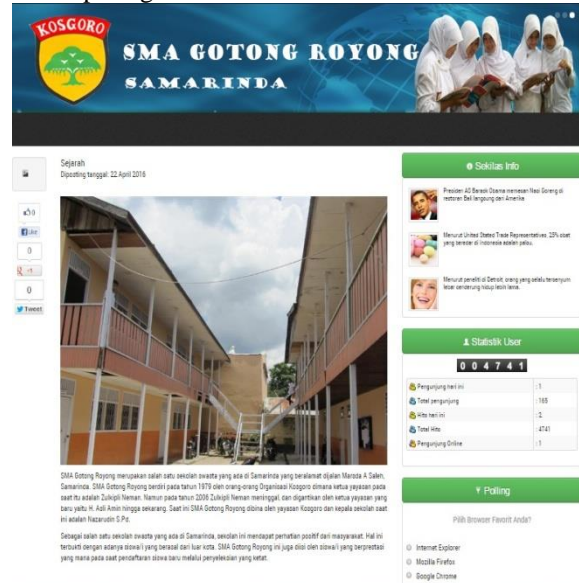 KOSGORO
SMA GOTONG ROYONG
SAMARINDA
Sejarah
Diposting tanggal: 22 April 2016
0
Like
0
+1
0
Tweet
SMA Gotong Royong merupakan salah satu sekolah swasta yang ada di Samarinda yang beralamat dijalan Marsda A Saleh,
Samarinda. SMA Gotong Royong berdiri pada tahun 1979 oleh orang-orang Organisasi Kosgoro dimana ketua yayasan pada
saat itu adalah Zulkipli Neman. Namun pada tahun 2006 Zulkipli Neman meninggal, dan digantikan oleh ketua yayasan yang
baru yaitu H. Asli Amin hingga sekarang. Saat ini SMA Gotong Royong dibina oleh yayasan Kosgoro dan kepala sekolah saat
ini adalah Nazarudin S.Pd.
Sebagai salah satu sekolah swasta yang ada di Samarinda, sekolah ini mendapat perhatian positif dari masyarakat. Hal ini
terbukti dengan adanya siswa/i yang berasal dari luar kota. SMA Gotong Royong ini juga diisi oleh siswa/i yang berprestasi
yang mana pada saat pendaftaran siswa baru melalui penyeleksian yang ketat.
Sekilas Info
Presiden AS Barack Obama memesan Nasi Goreng di
restoran Bali langsung dari Amerika
Menurut United Stated Trade Representatives, 25% obat
yang beredar di Indonesia adalah palsu.
Menurut peneliti di Detroit, orang yang selalu tersenyum
lebar cenderung hidup lebih lama.
Statistik User
004741
Pengunjung hari ini : 1
Total pengunjung : 165
Hits hari ini : 2
Total Hits : 4741
Pengunjung Online : 1
Polling
Pilih Browser Favorit Anda?
Internet Explorer
Mozilla Firefox
Google Chrome